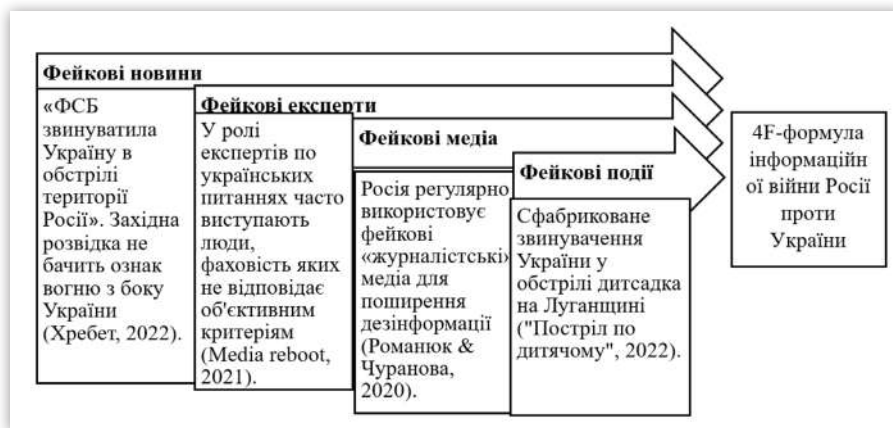 Фейкові новини
«ФСБ
звинуватила
Україну в
обстрілі
території
Росії». Західна
розвідка не
бачить ознак
вогню з боку
України
(Хребет, 2022).
Фейкові експерти
У ролі
експертів по
українських
питаннях часто
виступають
люди,
фаховість яких
не відповідає
об'єктивним
критеріям
(Media reboot,
2021).
Фейкові медіа
Росія регулярно
використовує
фейкові
«журналістські»
медіа для
поширення
дезінформації
(Романюк &
Чуранова,
2020).
Фейкові події
Сфабриковане
звинувачення
України у
обстрілі дитсадка
на Луганщині
("Постріл по
дитячому", 2022).
4F-формула
інформаційн
ої війни Росії
проти
України